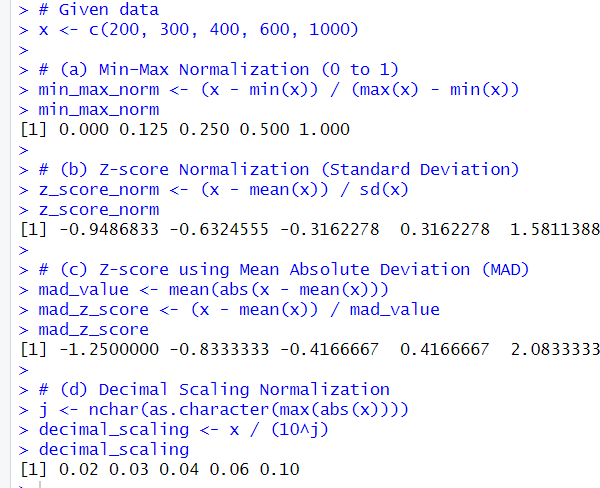 > # Given data
> x <- c(200, 300, 400, 600, 1000)
>
> # (a) Min-Max Normalization (0 to 1)
> min_max_norm <- (x - min(x)) / (max(x) - min(x))
> min_max_norm
[1] 0.000 0.125 0.250 0.500 1.000
>
> # (b) Z-score Normalization (Standard Deviation)
> z_score_norm <- (x - mean(x)) / sd(x)
> z_score_norm
[1] -0.9486833 -0.6324555 -0.3162278  0.3162278  1.5811388
>
> # (c) Z-score using Mean Absolute Deviation (MAD)
> mad_value <- mean(abs(x - mean(x)))
> mad_z_score <- (x - mean(x)) / mad_value
> mad_z_score
[1] -1.2500000 -0.8333333 -0.4166667  0.4166667  2.0833333
>
> # (d) Decimal Scaling Normalization
> j <- nchar(as.character(max(abs(x))))
> decimal_scaling <- x / (10^j)
> decimal_scaling
[1] 0.02 0.03 0.04 0.06 0.10
>